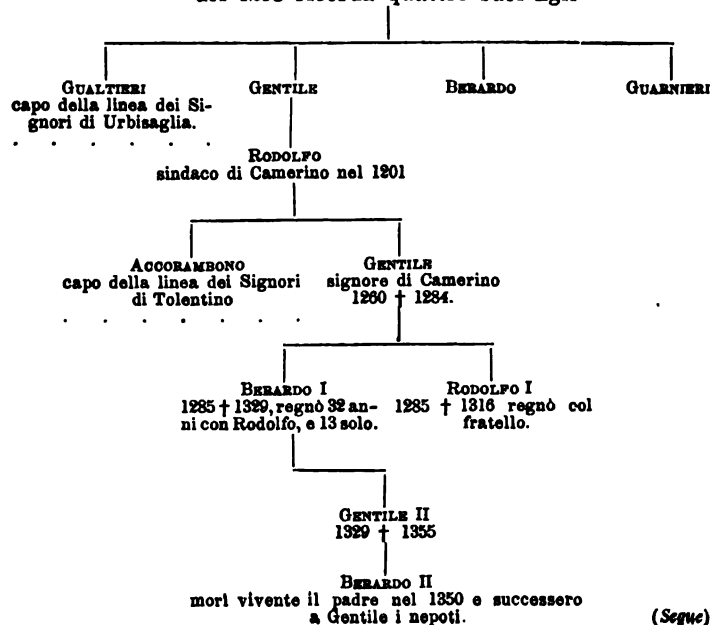 GUALTIERI
capo della linea dei Si-
gnori di Urbisaglia.
GENTILE
BERARDO
GUARNIERI
RODOLFO
sindaco di Camerino nel 1201
ACCORAMBONO
capo della linea dei Signori
di Tolentino
GENTILE
signore di Camerino
1260 † 1284.
BERARDO I
1285 † 1329, regnò 32 an-
ni con Rodolfo, e 13 solo.
RODOLFO I
1285 † 1316 regnò col
fratello.
GENTILE II
1329 † 1355
BERARDO II
mori vivente il padre nel 1350 e successero
a Gentile i nepoti.
(Segue)